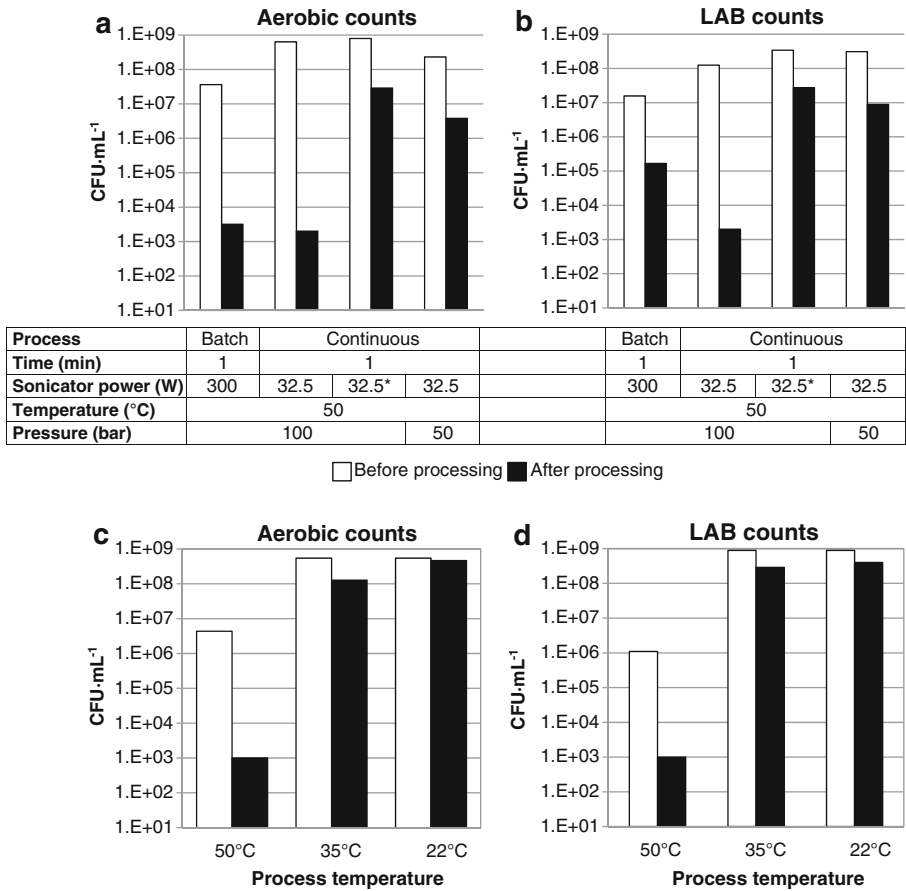 a Aerobic counts
1.E+09
1.E+08
1.E+07
1.E+06
1.E+05
1.E+04
1.E+03
1.E+02
1.E+01
CFU·mL-1
b LAB counts
1.E+09
1.E+08
1.E+07
1.E+06
1.E+05
1.E+04
1.E+03
1.E+02
1.E+01
CFU·mL-1
Process Batch Continuous Batch Continuous
Time (min) 1 1 1 1
Sonicator power (W) 300 32.5 32.5* 32.5 300 32.5 32.5* 32.5
Temperature (°C) 50 50
Pressure (bar) 100 50 100 50
Before processing After processing
c Aerobic counts
1.E+09
1.E+08
1.E+07
1.E+06
1.E+05
1.E+04
1.E+03
1.E+02
1.E+01
CFU·mL-1
50°C 35°C 22°C
Process temperature
d LAB counts
1.E+09
1.E+08
1.E+07
1.E+06
1.E+05
1.E+04
1.E+03
1.E+02
1.E+01
CFU·mL-1
50°C 35°C 22°C
Process temperature